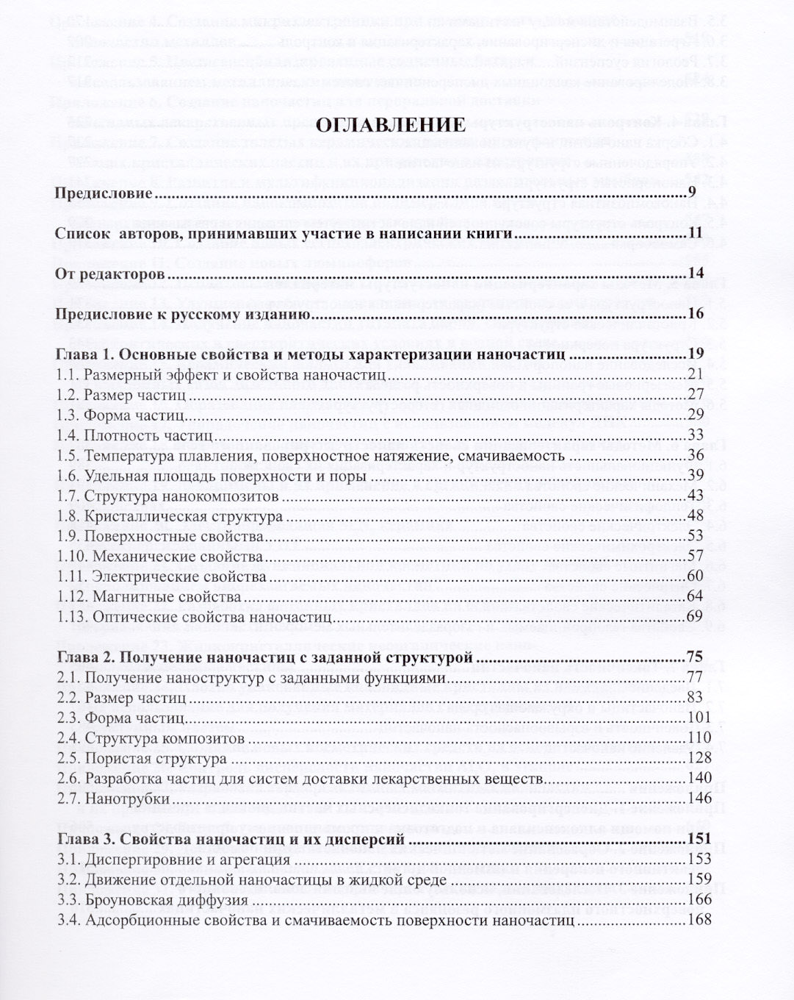 ОГЛАВЛЕНИЕ
Предисловие 9
Список авторов, принимавших участие в написании книги 11
От редакторов 14
Предисловие к русскому изданию 16
Глава 1. Основные свойства и методы характеризации наночастиц 19
1.1. Размерный эффект и свойства наночастиц 21
1.2. Размер частиц 27
1.3. Форма частиц 29
1.4. Плотность частиц 33
1.5. Температура плавления, поверхностное натяжение, смачиваемость 36
1.6. Удельная площадь поверхности и поры 39
1.7. Структура нанокомпозитов 43
1.8. Кристаллическая структура 48
1.9. Поверхностные свойства 53
1.10. Механические свойства 57
1.11. Электрические свойства 60
1.12. Магнитные свойства 64
1.13. Оптические свойства наночастиц 69
Глава 2. Получение наночастиц с заданной структурой 75
2.1. Получение наноструктур с заданными функциями 77
2.2. Размер частиц 83
2.3. Форма частиц 101
2.4. Структура композитов 110
2.5. Пористая структура 128
2.6. Разработка частиц для систем доставки лекарственных веществ 140
2.7. Нанотрубки 146
Глава 3. Свойства наночастиц и их дисперсий 151
3.1. Диспергировние и агрегация 153
3.2. Движение отдельной наночастицы в жидкой среде 159
3.3. Броуновская диффузия 166
3.4. Адсорбционные свойства и смачиваемость поверхности наночастиц 168